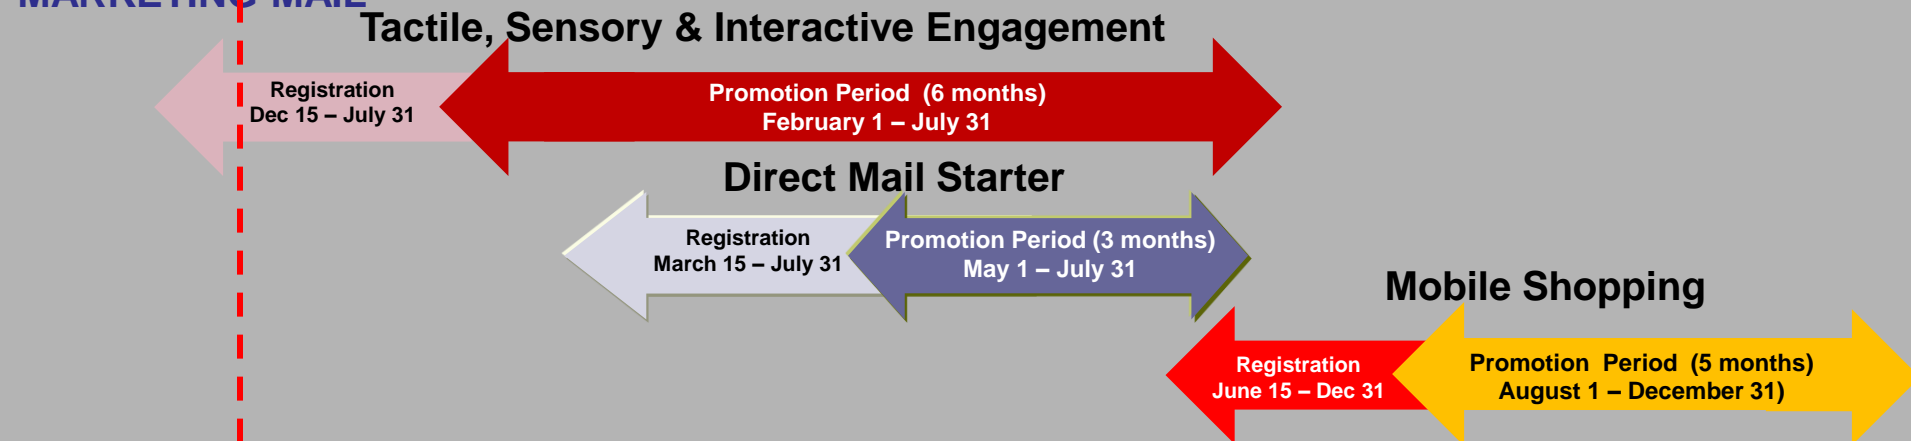 MARKETING MAIL
Tactile, Sensory & Interactive Engagement
Registration
Dec 15 – July 31
Promotion Period (6 months)
February 1 – July 31
Direct Mail Starter
Registration
March 15 – July 31
Promotion Period (3 months)
May 1 – July 31
Mobile Shopping
Registration
June 15 – Dec 31
Promotion Period (5 months)
August 1 – December 31)